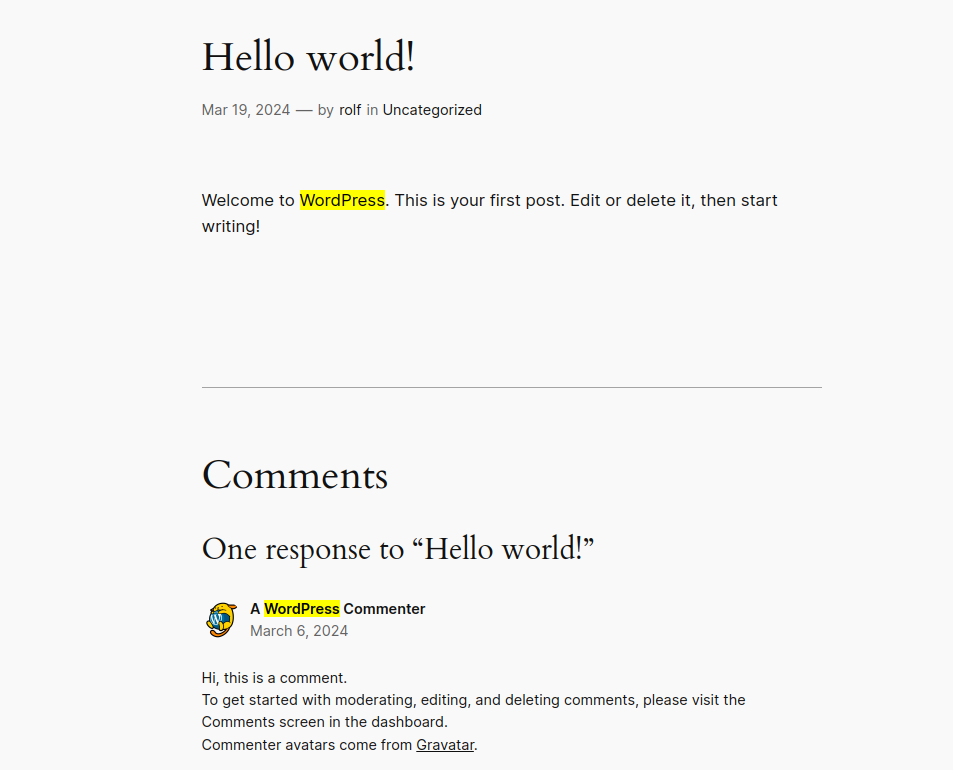 Hello world!
Mar 19, 2024 — by rolf in Uncategorized
Welcome to WordPress. This is your first post. Edit or delete it, then start
writing!
Comments
One response to “Hello world!”
A WordPress Commenter
March 6, 2024
Hi, this is a comment.
To get started with moderating, editing, and deleting comments, please visit the
Comments screen in the dashboard.
Commenter avatars come from Gravatar.